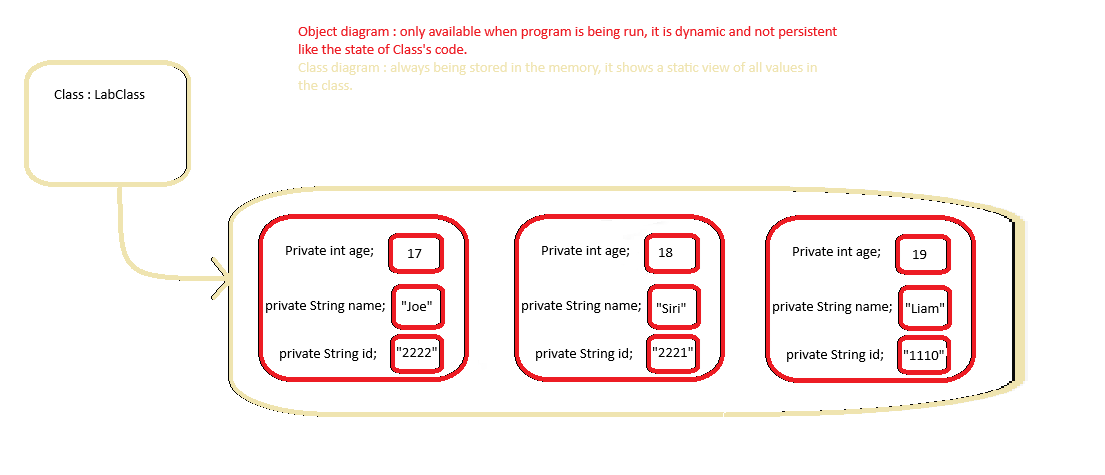 Object diagram : only available when program is being run, it is dynamic and not persistent
like the state of Class's code.
Class diagram : always being stored in the memory, it shows a static view of all values in
the class.
Class : LabClass
Private int age; 17
private String name; "Joe"
private String id; "2222"
Private int age; 18
private String name; "Siri"
private String id; "2221"
Private int age; 19
private String name; "Liam"
private String id; "1110"